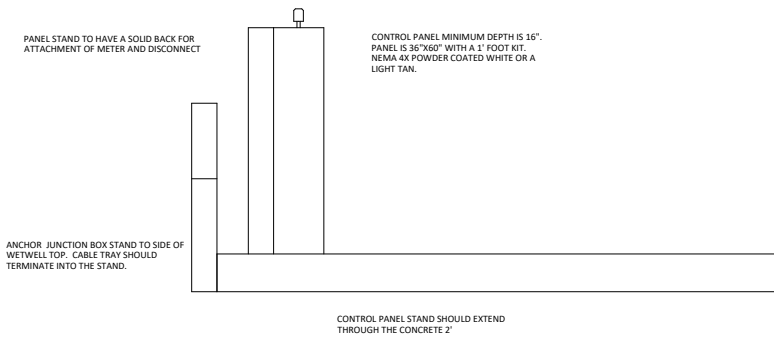 PANEL STAND TO HAVE A SOLID BACK FOR
ATTACHMENT OF METER AND DISCONNECT
CONTROL PANEL MINIMUM DEPTH IS 16".
PANEL IS 36"X60" WITH A 1' FOOT KIT.
NEMA 4X POWDER COATED WHITE OR A
LIGHT TAN.
ANCHOR  JUNCTION BOX STAND TO SIDE OF
WETWELL TOP.  CABLE TRAY SHOULD
TERMINATE INTO THE STAND.
CONTROL PANEL STAND SHOULD EXTEND
THROUGH THE CONCRETE 2'